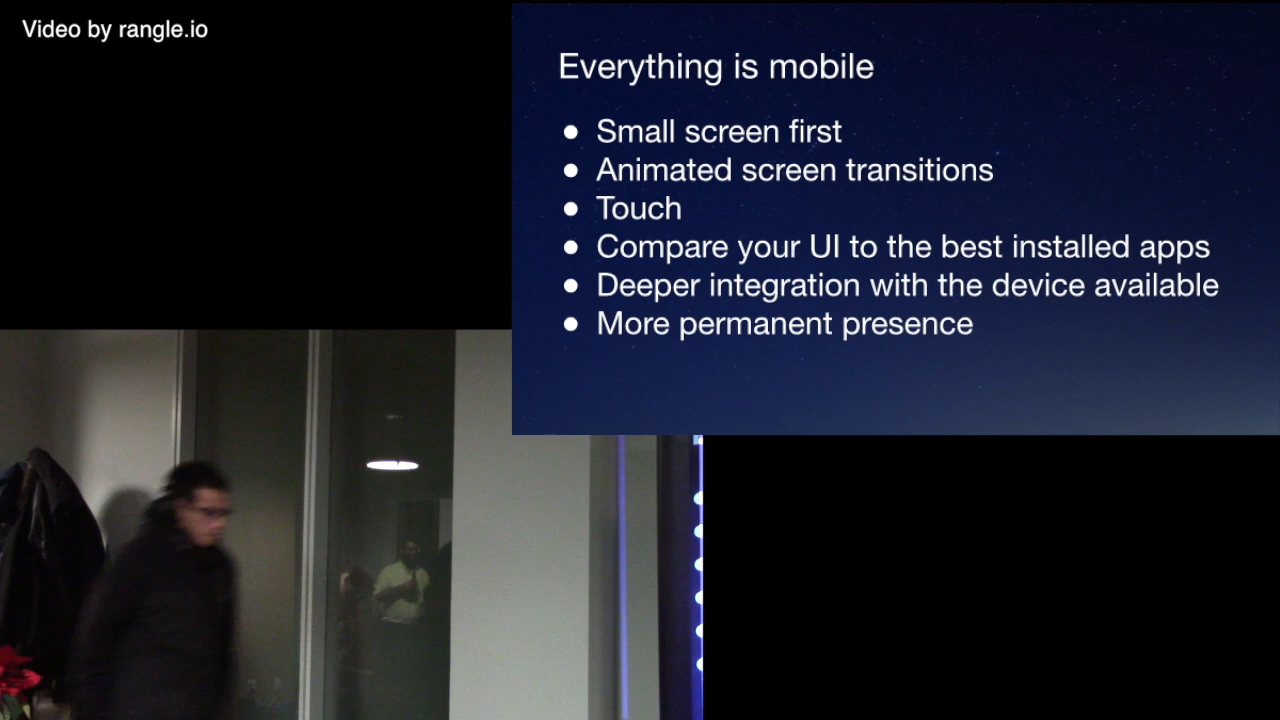 Video by rangle.io
Everything is mobile
● Small screen first
● Animated screen transitions
● Touch
● Compare your UI to the best installed apps
● Deeper integration with the device available
● More permanent presence